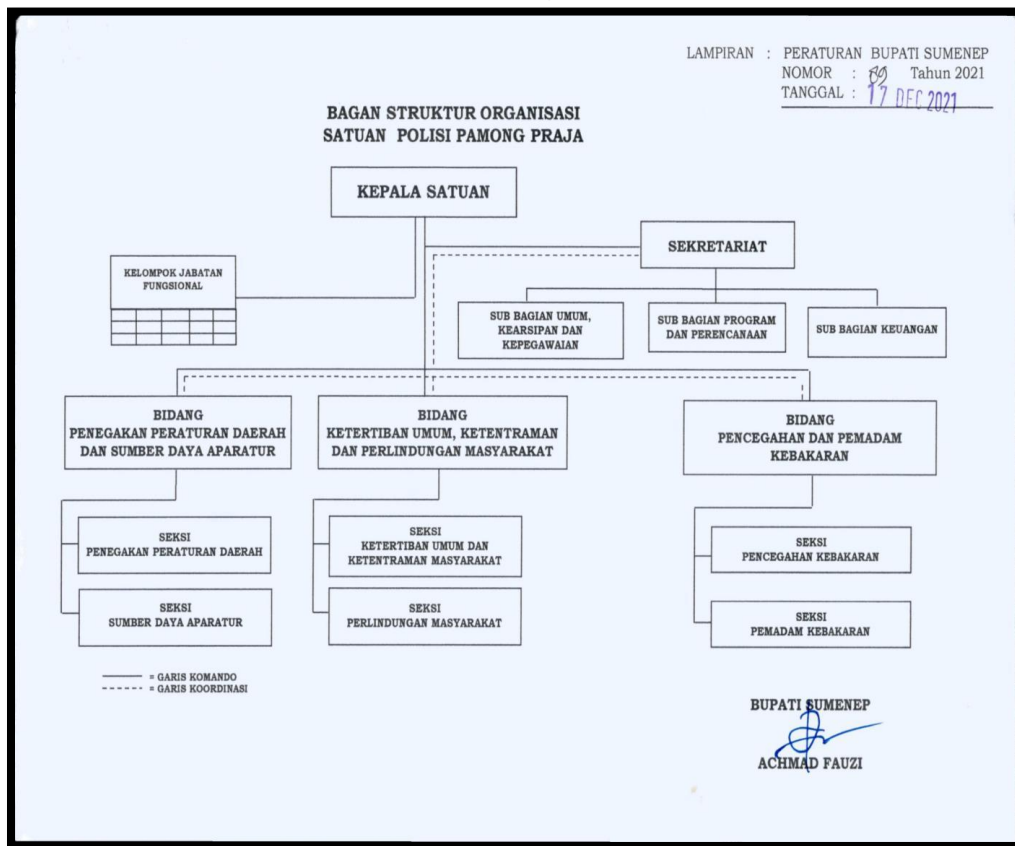 LAMPIRAN : PERATURAN BUPATI SUMENEP
NOMOR : 89 Tahun 2021
TANGGAL : 17 DEC 2021
BAGAN STRUKTUR ORGANISASI
SATUAN POLISI PAMONG PRAJA
KEPALA SATUAN
SEKRETARIAT
KELOMPOK JABATAN
FUNGSIONAL
SUB BAGIAN UMUM,
KEARSIPAN DAN
KEPEGAWAIAN
SUB BAGIAN PROGRAM
DAN PERENCANAAN
SUB BAGIAN KEUANGAN
BIDANG
PENEGAKAN PERATURAN DAERAH
DAN SUMBER DAYA APARATUR
BIDANG
KETERTIBAN UMUM, KETENTRAMAN
DAN PERLINDUNGAN MASYARAKAT
BIDANG
PENCEGAHAN DAN PEMADAM
KEBAKARAN
SEKSI
PENEGAKAN PERATURAN DAERAH
SEKSI
KETERTIBAN UMUM DAN
KETENTRAMAN MASYARAKAT
SEKSI
PENCEGAHAN KEBAKARAN
SEKSI
SUMBER DAYA APARATUR
SEKSI
PERLINDUNGAN MASYARAKAT
SEKSI
PEMADAM KEBAKARAN
= GARIS KOMANDO
= GARIS KOORDINASI
BUPATI SUMENEP
ACHMAD FAUZI